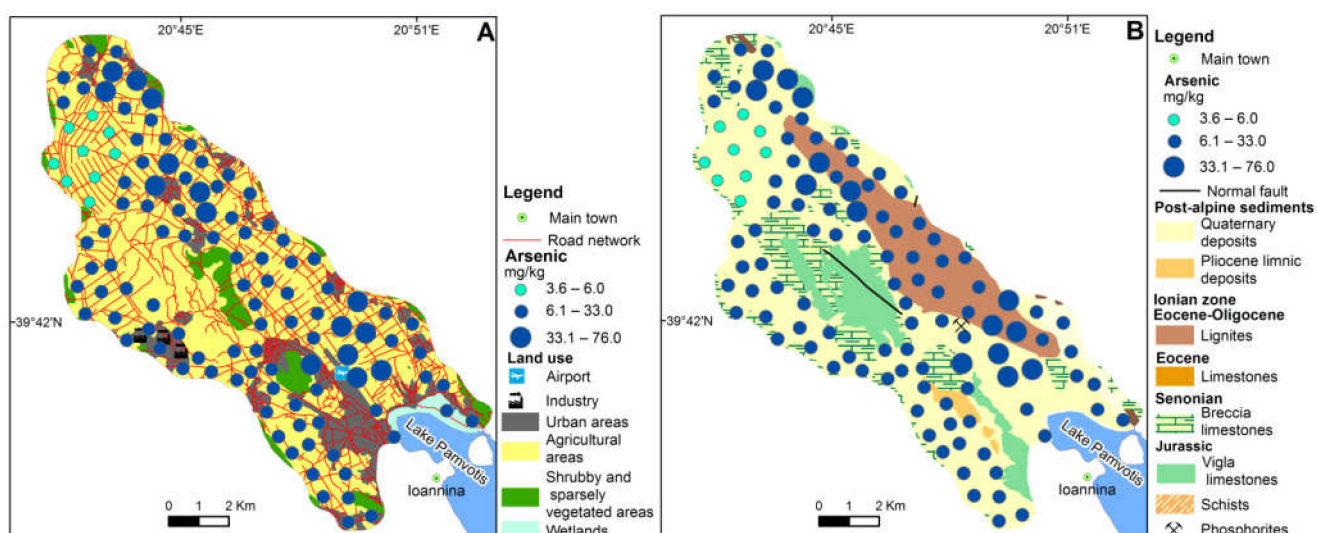 20°45'E
20°51'E
A
39°42'N
Legend
Main town
Road network
Arsenic
mg/kg
3.6 – 6.0
6.1 – 33.0
33.1 – 76.0
Land use
Airport
Industry
Urban areas
Agricultural
areas
Shrubby and
sparsely
vegetated areas
Wetlands
Lake Pamvotis
Ioannina
0 1 2 Km
20°45'E
20°51'E
B
39°42'N
Legend
Main town
Arsenic
mg/kg
3.6 – 6.0
6.1 – 33.0
33.1 – 76.0
Normal fault
Post-alpine sediments
Quaternary
deposits
Pliocene limnic
deposits
Ionian zone
Eocene-Oligocene
Lignites
Eocene
Limestones
Senonian
Breccia
limestones
Jurassic
Vigla
limestones
Schists
Phosphorites
Lake Pamvotis
Ioannina
0 1 2 Km